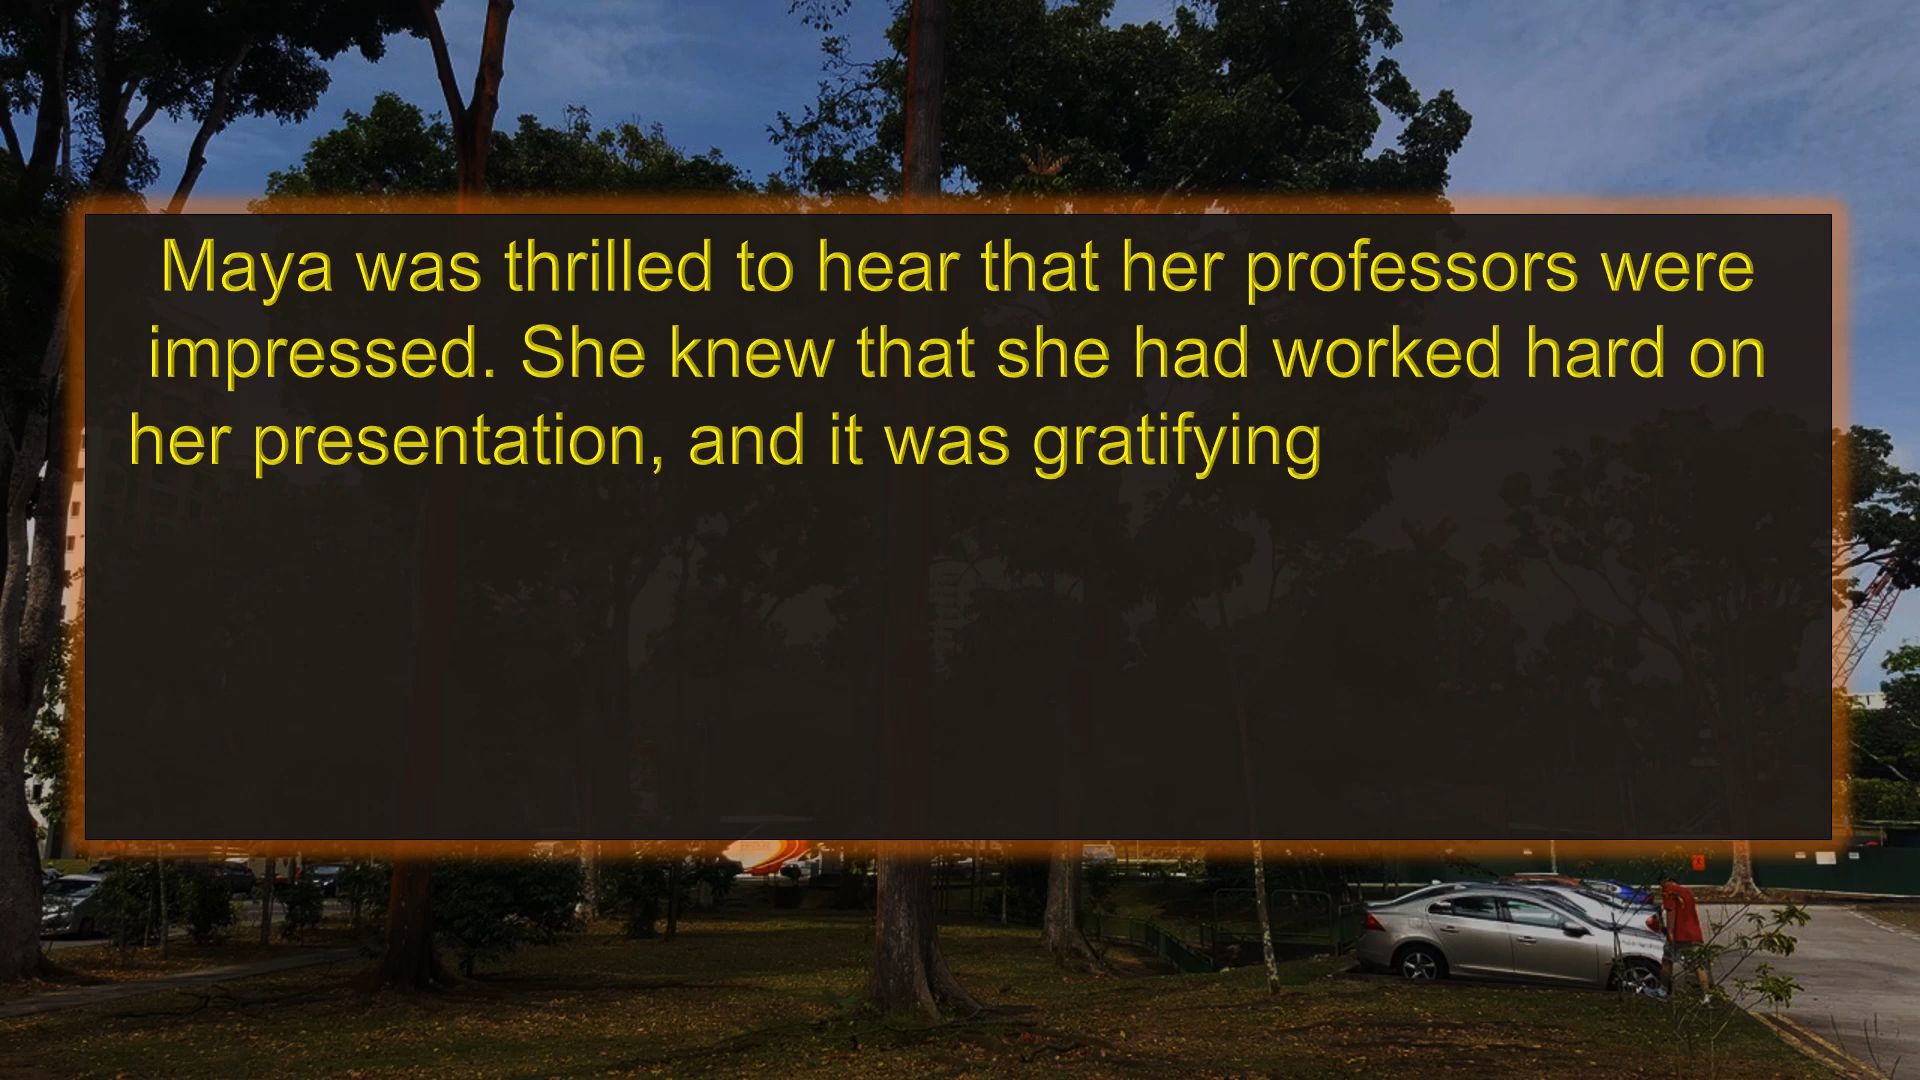 Maya was thrilled to hear that her professors were
impressed. She knew that she had worked hard on
her presentation, and it was gratifying